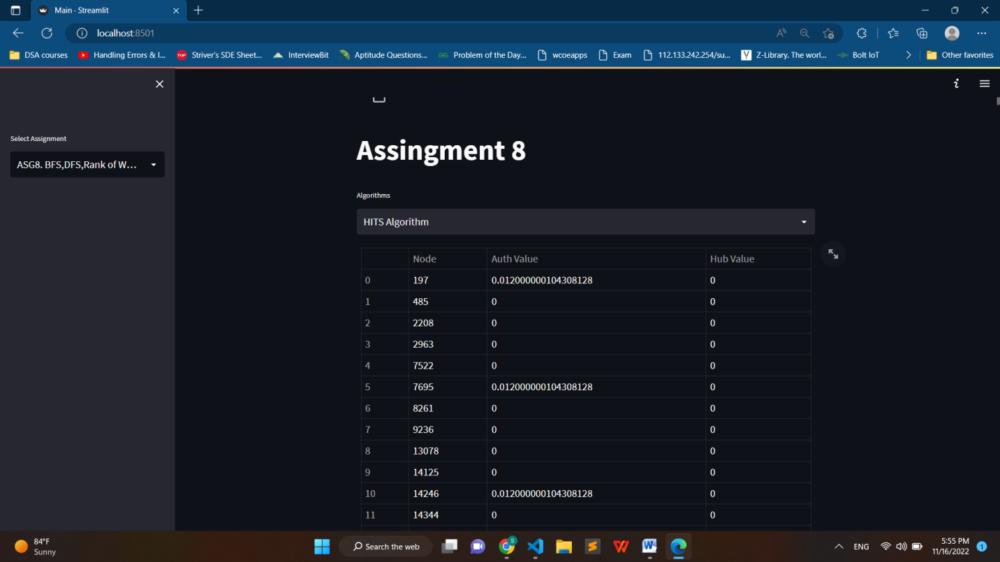 Main · Streamlit
localhost:8501
DSA courses
Handling Errors & I...
Striver's SDE Sheet...
InterviewBit
Aptitude Questions...
Problem of the Day...
wcoeapps
Exam
112.133.242.254/su...
Z-Library. The worl...
Bolt IoT
Other favorites
Select Assignment
ASG8. BFS,DFS,Rank of W...
Assingment 8
Algorithms
HITS Algorithm
Node Auth Value Hub Value
0 197 0.012000000104308128 0
1 485 0 0
2 2208 0 0
3 2963 0 0
4 7522 0 0
5 7695 0.012000000104308128 0
6 8261 0 0
7 9236 0 0
8 13078 0 0
9 14125 0 0
10 14246 0.012000000104308128 0
11 14344 0 0
84°F
Sunny
Search the web
S
ENG
5:55 PM
11/16/2022
1